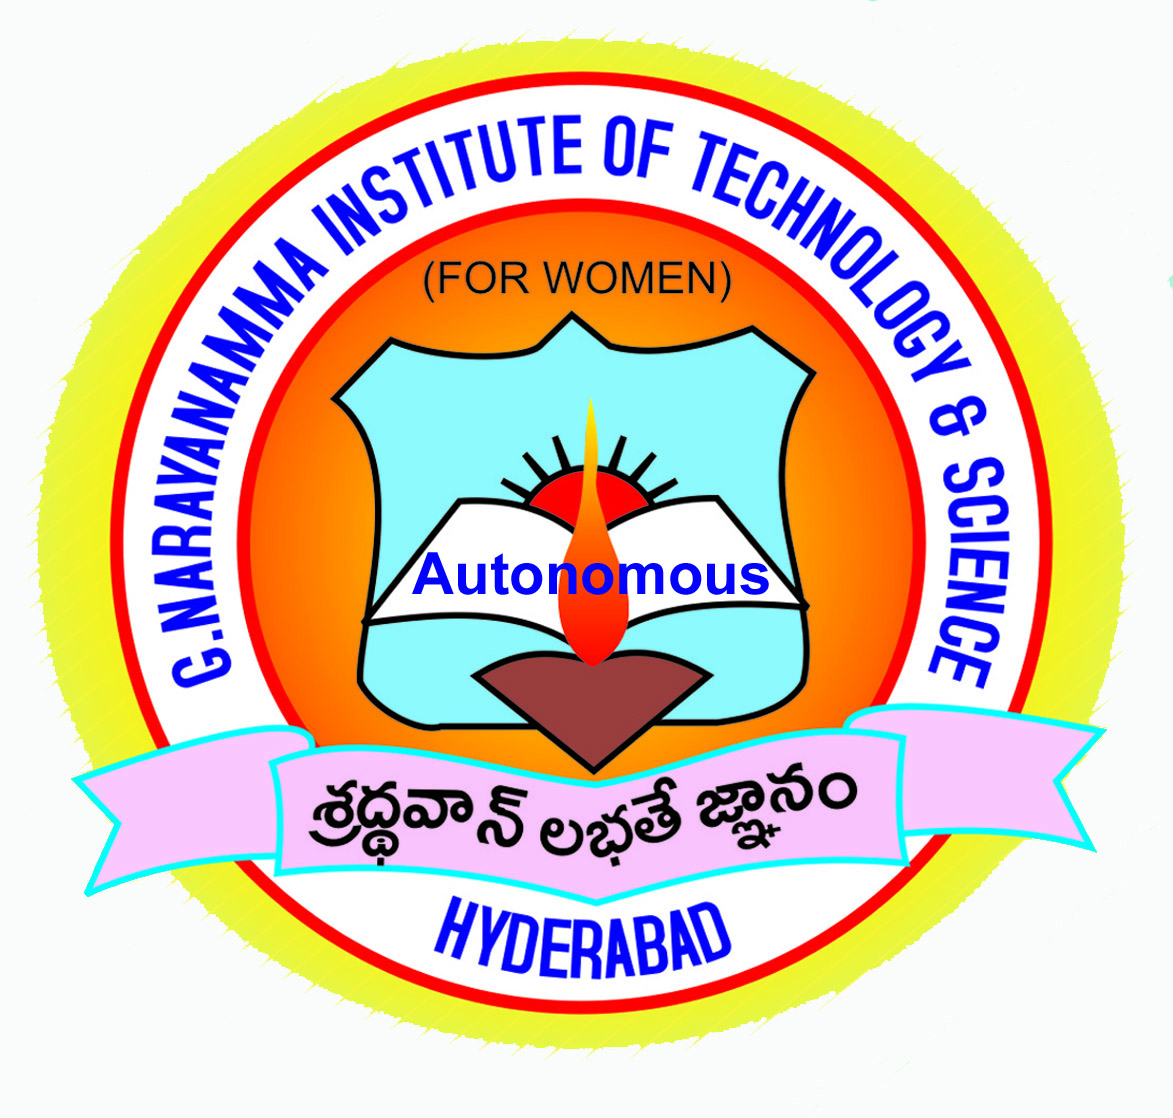 G.NARAYANAMMA INSTITUTE OF TECHNOLOGY & SCIENCE
(FOR WOMEN)
Autonomous
శ్రద్ధవాన్ లభతే జ్ఞానం
HYDERABAD